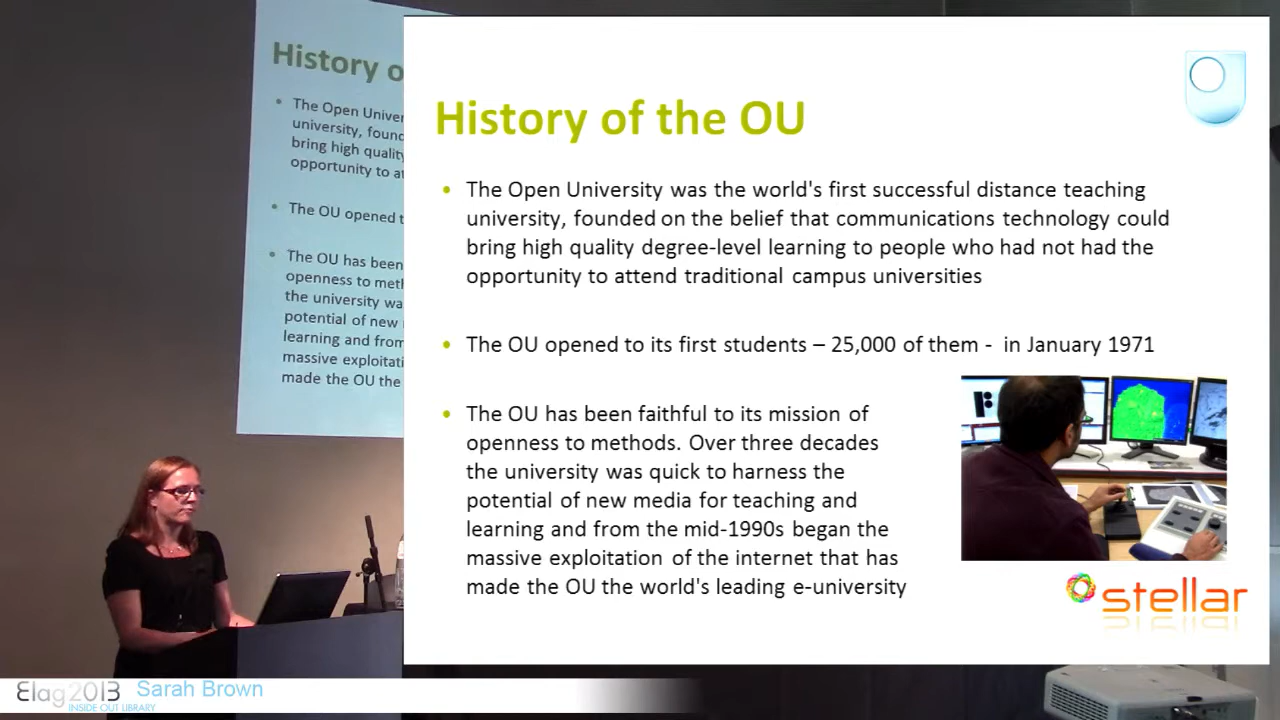 History o
The Open Univer
university, found
bring high quality
opportunity to at
The OU opened t
The OU has been
openness to meth
the university wa
potential of new
learning and from
massive exploitati
made the OU the
History of the OU
The Open University was the world's first successful distance teaching
university, founded on the belief that communications technology could
bring high quality degree-level learning to people who had not had the
opportunity to attend traditional campus universities
The OU opened to its first students – 25,000 of them - in January 1971
The OU has been faithful to its mission of
openness to methods. Over three decades
the university was quick to harness the
potential of new media for teaching and
learning and from the mid-1990s began the
massive exploitation of the internet that has
made the OU the world's leading e-university
stellar
Elag2013 Sarah Brown
INSIDE OUT LIBRARY